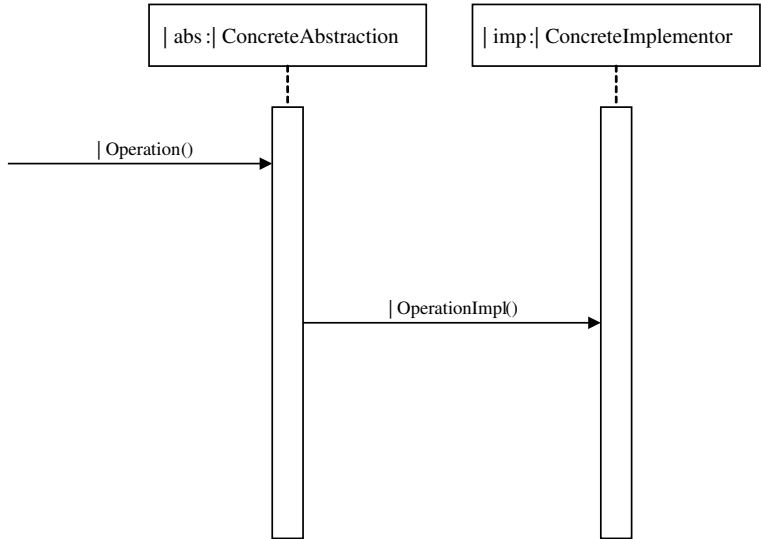 | abs :| ConcreteAbstraction
| imp :| ConcreteImplementor
| Operation()
| OperationImpl()